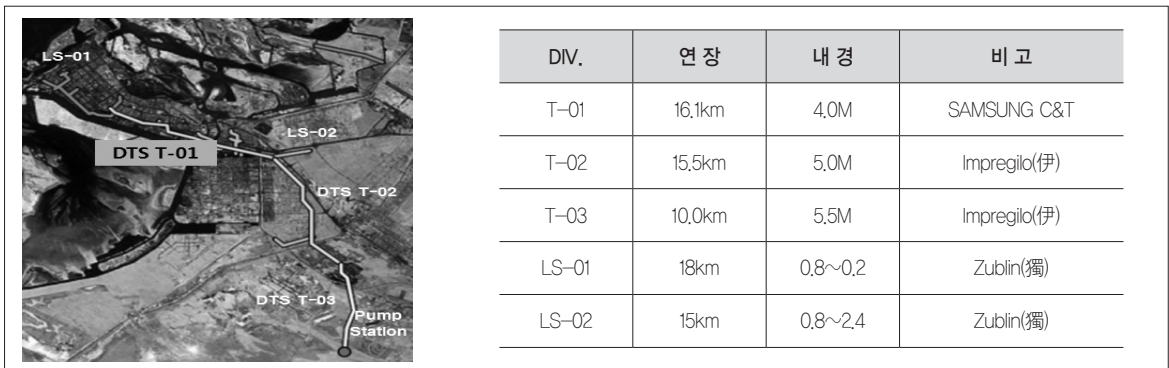 LS-01
LS-02
DTS T-01
DTS T-02
DTS T-03
Pump
Station
DIV. 연 장 내 경 비 고
T-01 16.1km 4.0M SAMSUNG C&T
T-02 15.5km 5.0M Impregilo(伊)
T-03 10.0km 5.5M Impregilo(伊)
LS-01 18km 0.8~0.2 Zublin(獨)
LS-02 15km 0.8~2.4 Zublin(獨)